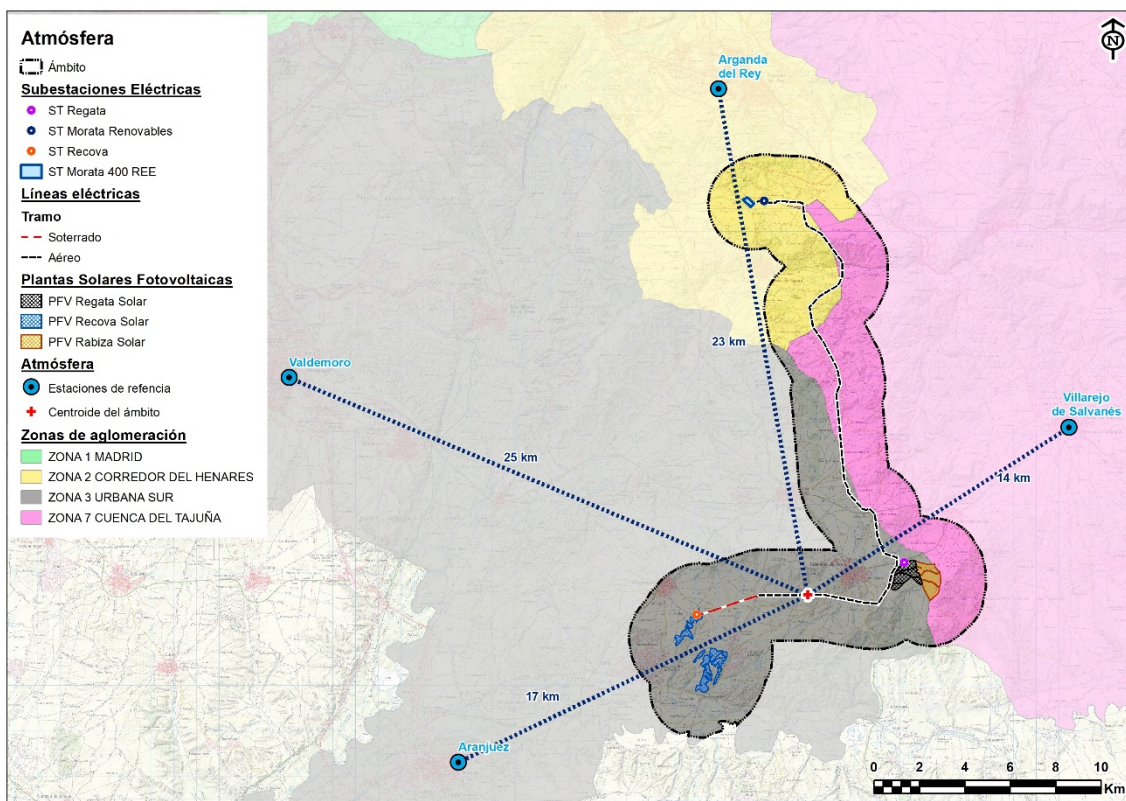 Atmósfera
Ámbito
Subestaciones Eléctricas
ST Regata
ST Morata Renovables
ST Recova
ST Morata 400 REE
Líneas eléctricas
Tramo
Soterrado
Aéreo
Plantas Solares Fotovoltaicas
PFV Regata Solar
PFV Recova Solar
PFV Rabiza Solar
Atmósfera
Estaciones de refencia
Centroide del ámbito
Zonas de aglomeración
ZONA 1 MADRID
ZONA 2 CORREDOR DEL HENARES
ZONA 3 URBANA SUR
ZONA 7 CUENCA DEL TAJUÑA
N
Arganda
del Rey
23 km
Valdemoro
Villarejo
de Salvanés
25 km
14 km
17 km
Aranjuez
0 2 4 6 8 10
Km